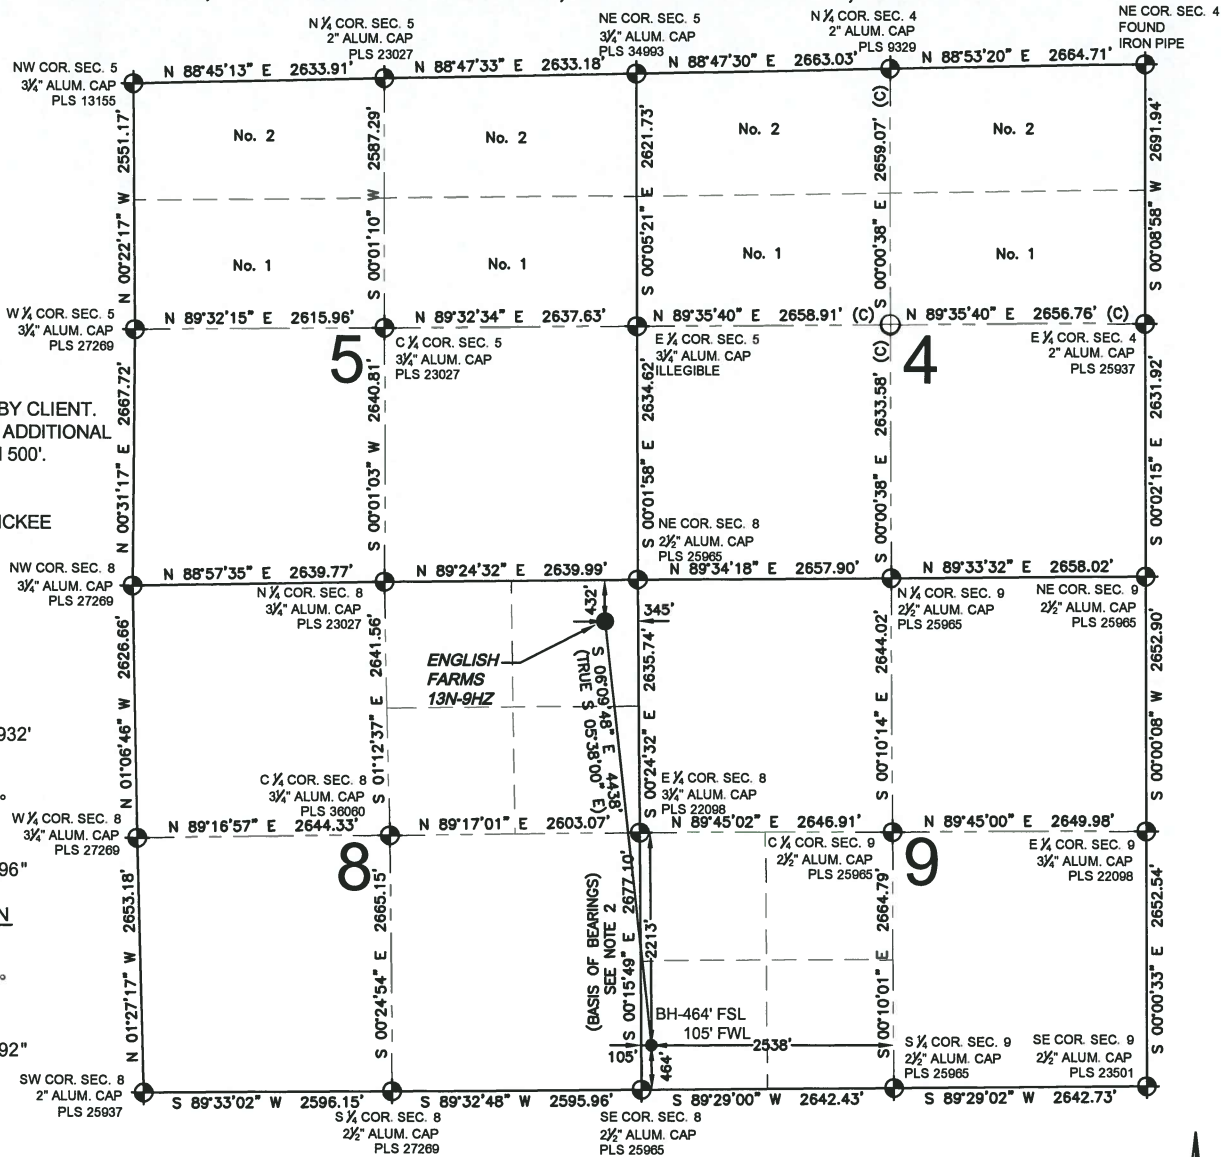 N ¼ COR. SEC. 5
2" ALUM. CAP
PLS 23027
NE COR. SEC. 5
3¼" ALUM. CAP
PLS 34993
N ¼ COR. SEC. 4
2" ALUM. CAP
PLS 9329
NE COR. SEC. 4
FOUND
IRON PIPE
NW COR. SEC. 5
3¼" ALUM. CAP
PLS 13155
N 88°45'13" E 2633.91'
N 88°47'33" E 2633.18'
N 88°47'30" E 2663.03'
N 88°53'20" E 2664.71'
N 00°22'17" W 2551.17'
S 00°01'10" W 2587.29'
S 00°05'21" E 2621.73'
S 00°00'38" E 2659.07' (C)
S 00°08'58" W 2691.94'
No. 2
No. 2
No. 2
No. 2
No. 1
No. 1
No. 1
No. 1
W ¼ COR. SEC. 5
3¼" ALUM. CAP
PLS 27269
N 89°32'15" E 2615.96'
N 89°32'34" E 2637.63'
N 89°35'40" E 2658.91' (C)
N 89°35'40" E 2656.76' (C)
5
C ¼ COR. SEC. 5
3¼" ALUM. CAP
PLS 23027
E ¼ COR. SEC. 5
3¼" ALUM. CAP
ILLEGIBLE
4
E ¼ COR. SEC. 4
2" ALUM. CAP
PLS 25937
BY CLIENT.
ADDITIONAL
500'.
ICKEE
N 00°31'17" E 2667.72'
S 00°01'03" W 2640.81'
S 00°01'58" E 2634.62'
S 00°00'38" E 2633.58' (C)
S 00°02'15" E 2631.92'
NE COR. SEC. 8
2½" ALUM. CAP
PLS 25965
NW COR. SEC. 8
3¼" ALUM. CAP
PLS 27269
N 88°57'35" E 2639.77'
N 89°24'32" E 2639.99'
N 89°34'18" E 2657.90'
N 89°33'32" E 2658.02'
N ¼ COR. SEC. 8
3¼" ALUM. CAP
PLS 23027
N ¼ COR. SEC. 9
2½" ALUM. CAP
PLS 25965
NE COR. SEC. 9
2½" ALUM. CAP
PLS 25965
432'
345'
ENGLISH
FARMS
13N-9HZ
S 06°09'48" E 4438'
(TRUE S 05°38'00" E)
N 01°06'46" W 2626.66'
S 01°12'37" E 2641.56'
S 00°24'32" E 2635.74'
S 00°10'14" E 2644.02'
S 00°00'08" W 2652.90'
932'
°
C ¼ COR. SEC. 8
3¼" ALUM. CAP
PLS 36060
E ¼ COR. SEC. 8
3¼" ALUM. CAP
PLS 22098
W ¼ COR. SEC. 8
3¼" ALUM. CAP
PLS 27269
N 89°16'57" E 2644.33'
N 89°17'01" E 2603.07'
N 89°45'02" E 2646.91'
N 89°45'00" E 2649.98'
8
C ¼ COR. SEC. 9
2½" ALUM. CAP
PLS 25965
9
E ¼ COR. SEC. 9
3¼" ALUM. CAP
PLS 22098
96"
N
°
92"
N 01°27'17" W 2653.18'
S 00°24'54" E 2665.15'
(BASIS OF BEARINGS)
SEE NOTE 2
S 00°15'49" E 2677.10'
2213'
S 00°10'01" E 2664.79'
S 00°00'33" E 2652.54'
BH-464' FSL
105' FWL
105'
2538'
464'
S ¼ COR. SEC. 9
2½" ALUM. CAP
PLS 25965
SE COR. SEC. 9
2½" ALUM. CAP
PLS 23501
SW COR. SEC. 8
2" ALUM. CAP
PLS 25937
S 89°33'02" W 2596.15'
S 89°32'48" W 2595.96'
S 89°29'00" W 2642.43'
S 89°29'02" W 2642.73'
S ¼ COR. SEC. 8
2½" ALUM. CAP
PLS 27269
SE COR. SEC. 8
2½" ALUM. CAP
PLS 25965